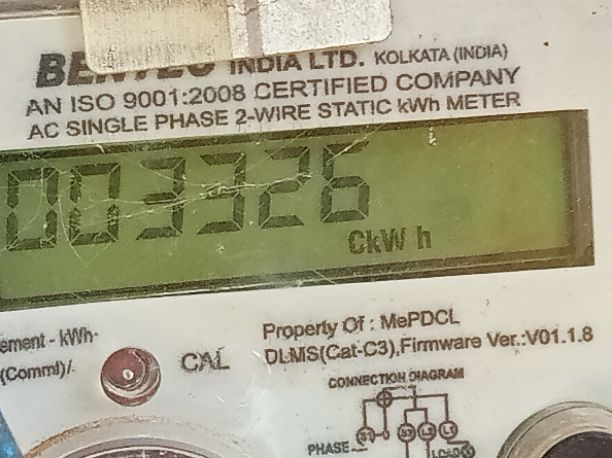 INDIA LTD. KOLKATA (INDIA)
AN ISO 9001:2008 CERTIFIED COMPANY
AC SINGLE PHASE 2-WIRE STATIC kWh METER
003326
CkW h
ement - kWh-
(Comml)/.
CAL
Property Of : MePDCL
DLMS(Cat-C3),Firmware Ver.:V01.1.8
CONNECTION DIAGRAM
PHASE
LOAD